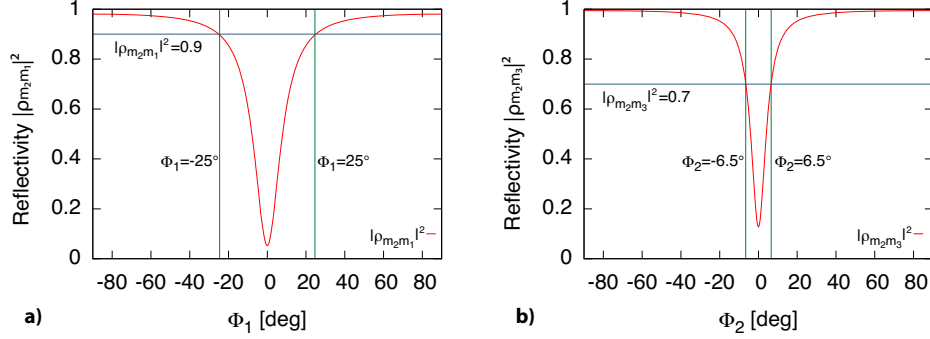 Reflectivity |ρm₂m₁|²
1
0.8
0.6
0.4
0.2
0
|ρm₂m₁|²=0.9
Φ₁=-25°
Φ₁=25°
|ρm₂m₁|²
-80 -60 -40 -20 0 20 40 60 80
a)
Φ₁ [deg]
Reflectivity |ρm₂m₃|²
1
0.8
0.6
0.4
0.2
0
|ρm₂m₃|²=0.7
Φ₂=-6.5°
Φ₂=6.5°
|ρm₂m₃|²
-80 -60 -40 -20 0 20 40 60 80
b)
Φ₂ [deg]